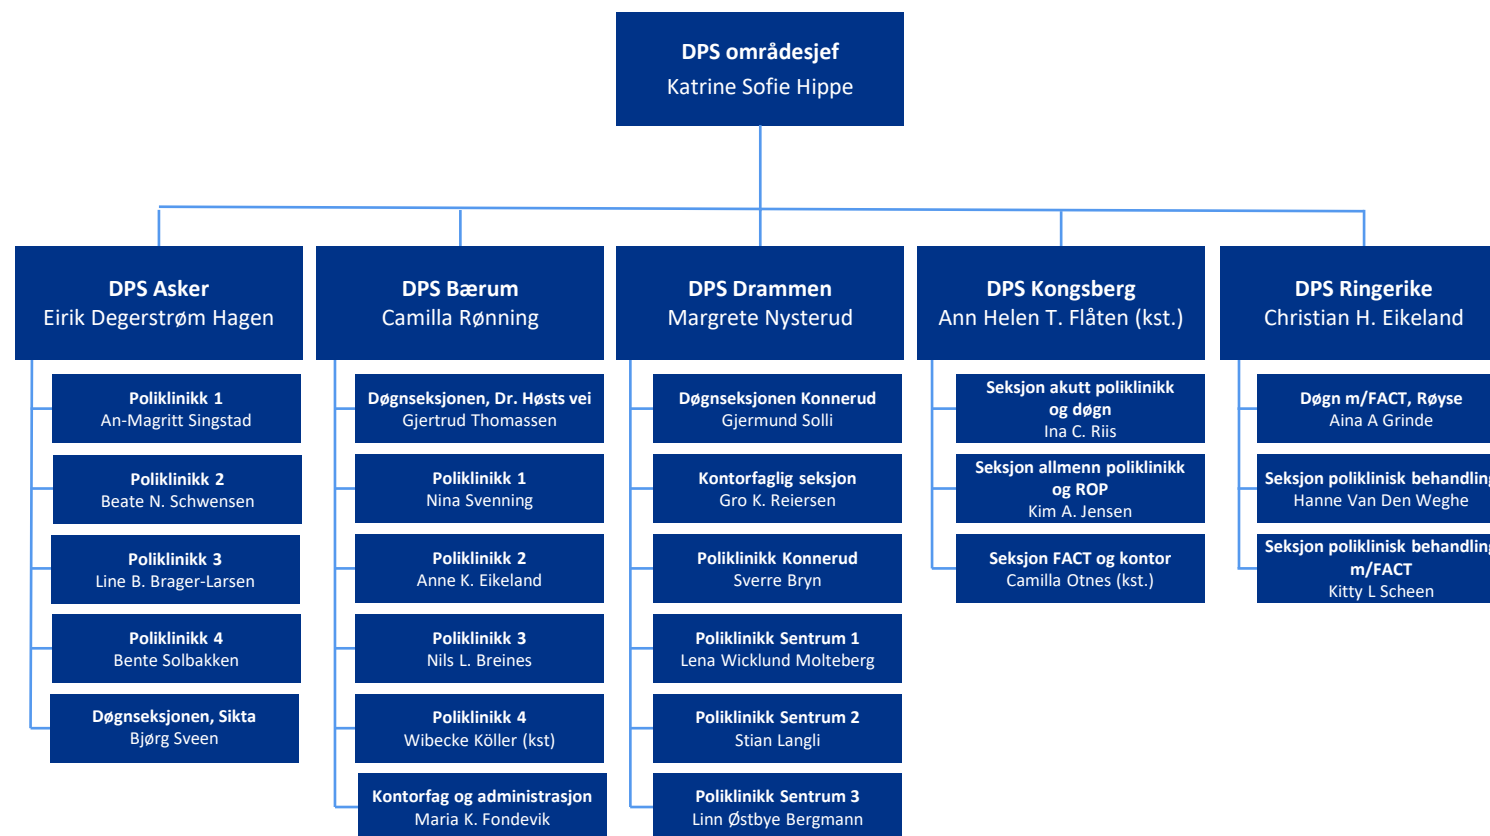 DPS områdesjef
Katrine Sofie Hippe
DPS Asker
Eirik Degerstrøm Hagen
Poliklinikk 1
An-Magritt Singstad
Poliklinikk 2
Beate N. Schwensen
Poliklinikk 3
Line B. Brager-Larsen
Poliklinikk 4
Bente Solbakken
Døgnseksjonen, Sikta
Bjørg Sveen
DPS Bærum
Camilla Rønning
Døgnseksjonen, Dr. Høsts vei
Gjertrud Thomassen
Poliklinikk 1
Nina Svenning
Poliklinikk 2
Anne K. Eikeland
Poliklinikk 3
Nils L. Breines
Poliklinikk 4
Wibecke Köller (kst)
Kontorfag og administrasjon
Maria K. Fondevik
DPS Drammen
Margrete Nysterud
Døgnseksjonen Konnerud
Gjermund Solli
Kontorfaglig seksjon
Gro K. Reiersen
Poliklinikk Konnerud
Sverre Bryn
Poliklinikk Sentrum 1
Lena Wicklund Molteberg
Poliklinikk Sentrum 2
Stian Langli
Poliklinikk Sentrum 3
Linn Østbye Bergmann
DPS Kongsberg
Ann Helen T. Flåten (kst.)
Seksjon akutt poliklinikk
og døgn
Ina C. Riis
Seksjon allmenn poliklinikk
og ROP
Kim A. Jensen
Seksjon FACT og kontor
Camilla Otnes (kst.)
DPS Ringerike
Christian H. Eikeland
Døgn m/FACT, Røyse
Aina A Grinde
Seksjon poliklinisk behandling
Hanne Van Den Weghe
Seksjon poliklinisk behandling
m/FACT
Kitty L Scheen